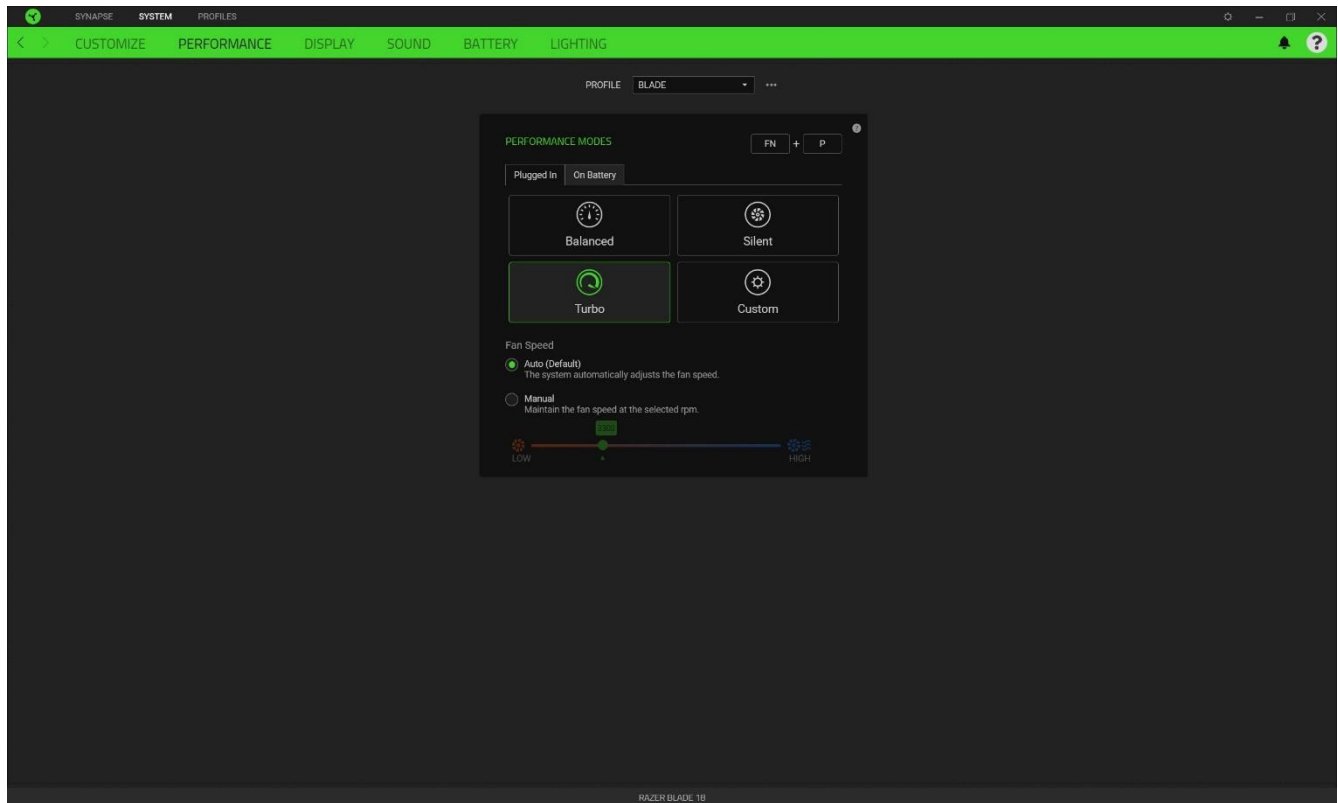 SYNAPSE SYSTEM PROFILES
CUSTOMIZE PERFORMANCE DISPLAY SOUND BATTERY LIGHTING ?
PROFILE BLADE
PERFORMANCE MODES FN + P ?
Plugged In On Battery
Balanced Silent
Turbo Custom
Fan Speed
Auto (Default)
The system automatically adjusts the fan speed.
Manual
Maintain the fan speed at the selected rpm.
3300
LOW HIGH
RAZER BLADE 18